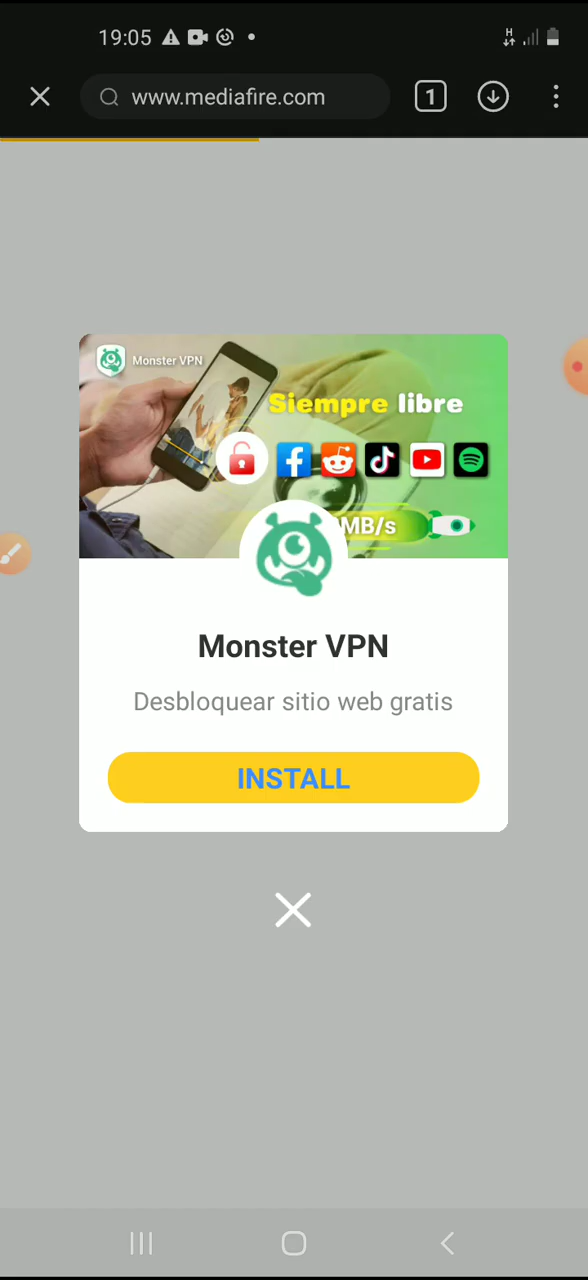 19:05
H
www.mediafire.com
1
Monster VPN
Siempre libre
MB/s
Monster VPN
Desbloquear sitio web gratis
INSTALL